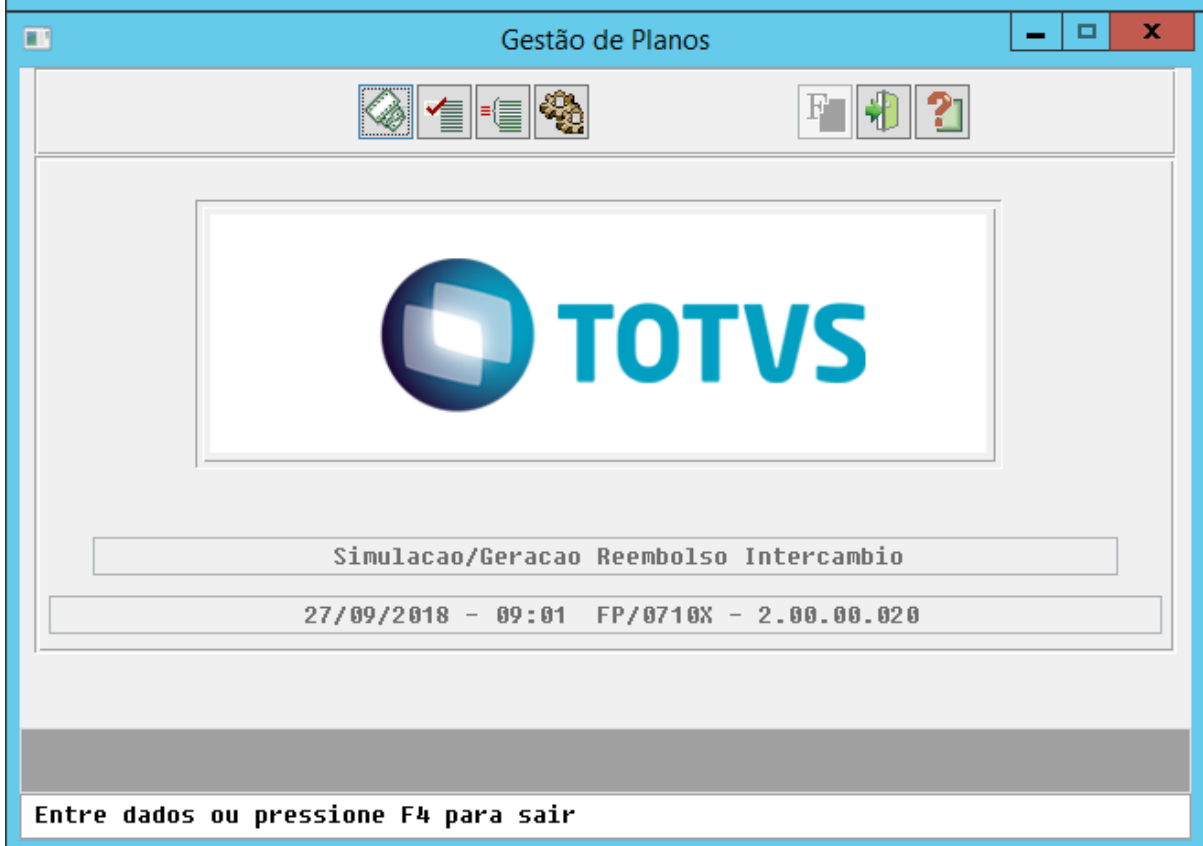 Gestão de Planos
F
TOTVS
Simulacao/Geracao Reembolso Intercambio
27/09/2018 - 09:01 FP/0710X - 2.00.00.020
Entre dados ou pressione F4 para sair